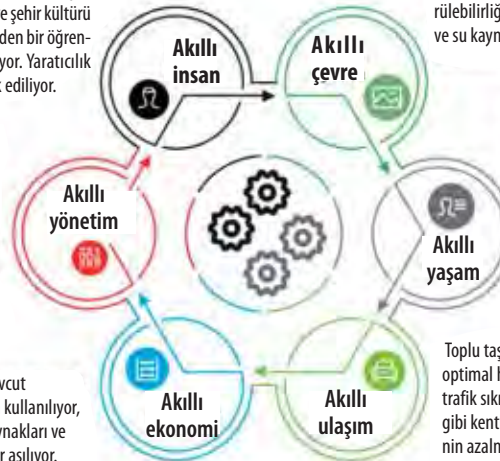 e şehir kültürü
den bir öğren-
yor. Yaratıcılık
k ediliyor.
rülebilirliğ
ve su kayn
Akıllı
insan
Akıllı
çevre
Akıllı
yönetim
Akıllı
yaşam
Akıllı
ekonomi
Akıllı
ulaşım
vcut
kullanılıyor,
ynakları ve
r aşılıyor.
Toplu taş
optimal h
trafik sıkı
gibi kent
nin azaln